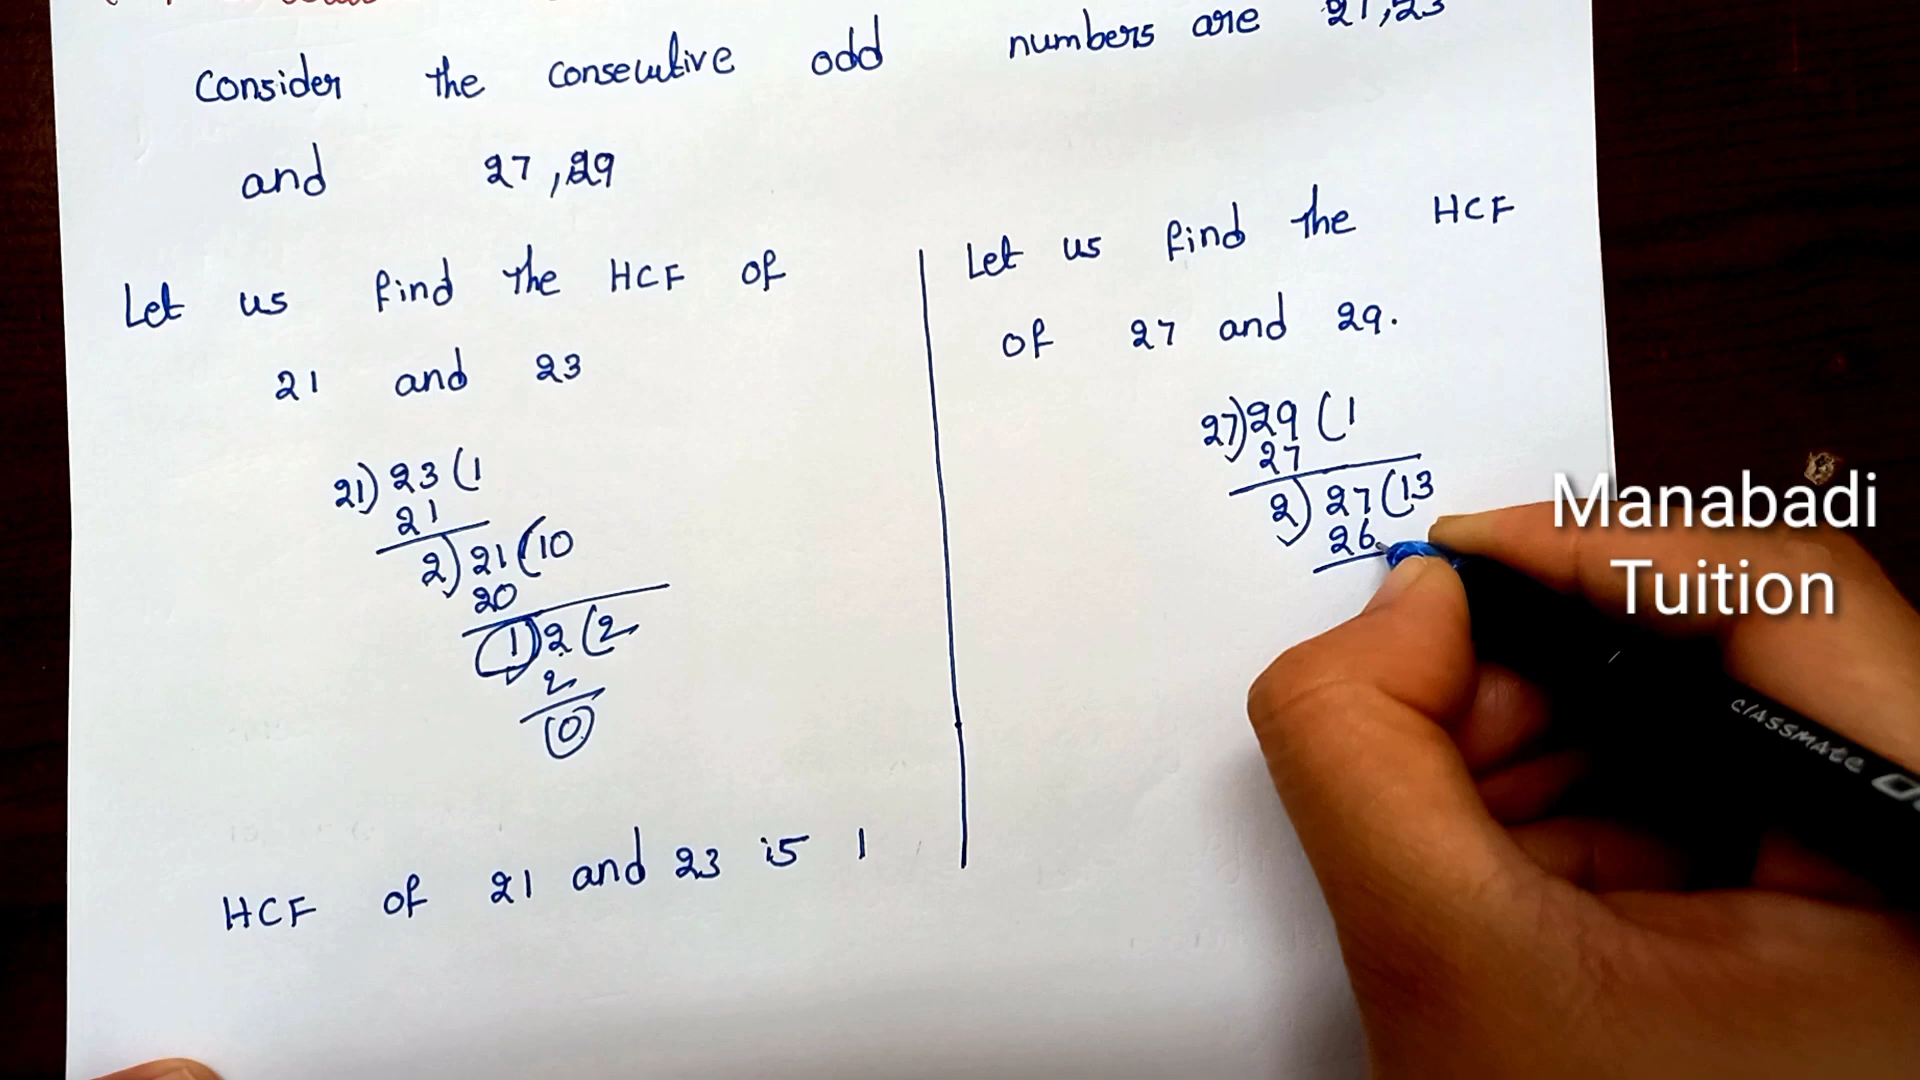 Consider the consecutive odd numbers are 21,23
and 27,29
Let us find the HCF of
21 and 23
21) 23 (1
21
2) 21 (10
20
1) 2 (2
2
0
HCF of 21 and 23 is 1
Let us find the HCF
of 27 and 29.
27) 29 (1
27
2) 27 (13
26
Manabadi
Tuition
CLASSMATE